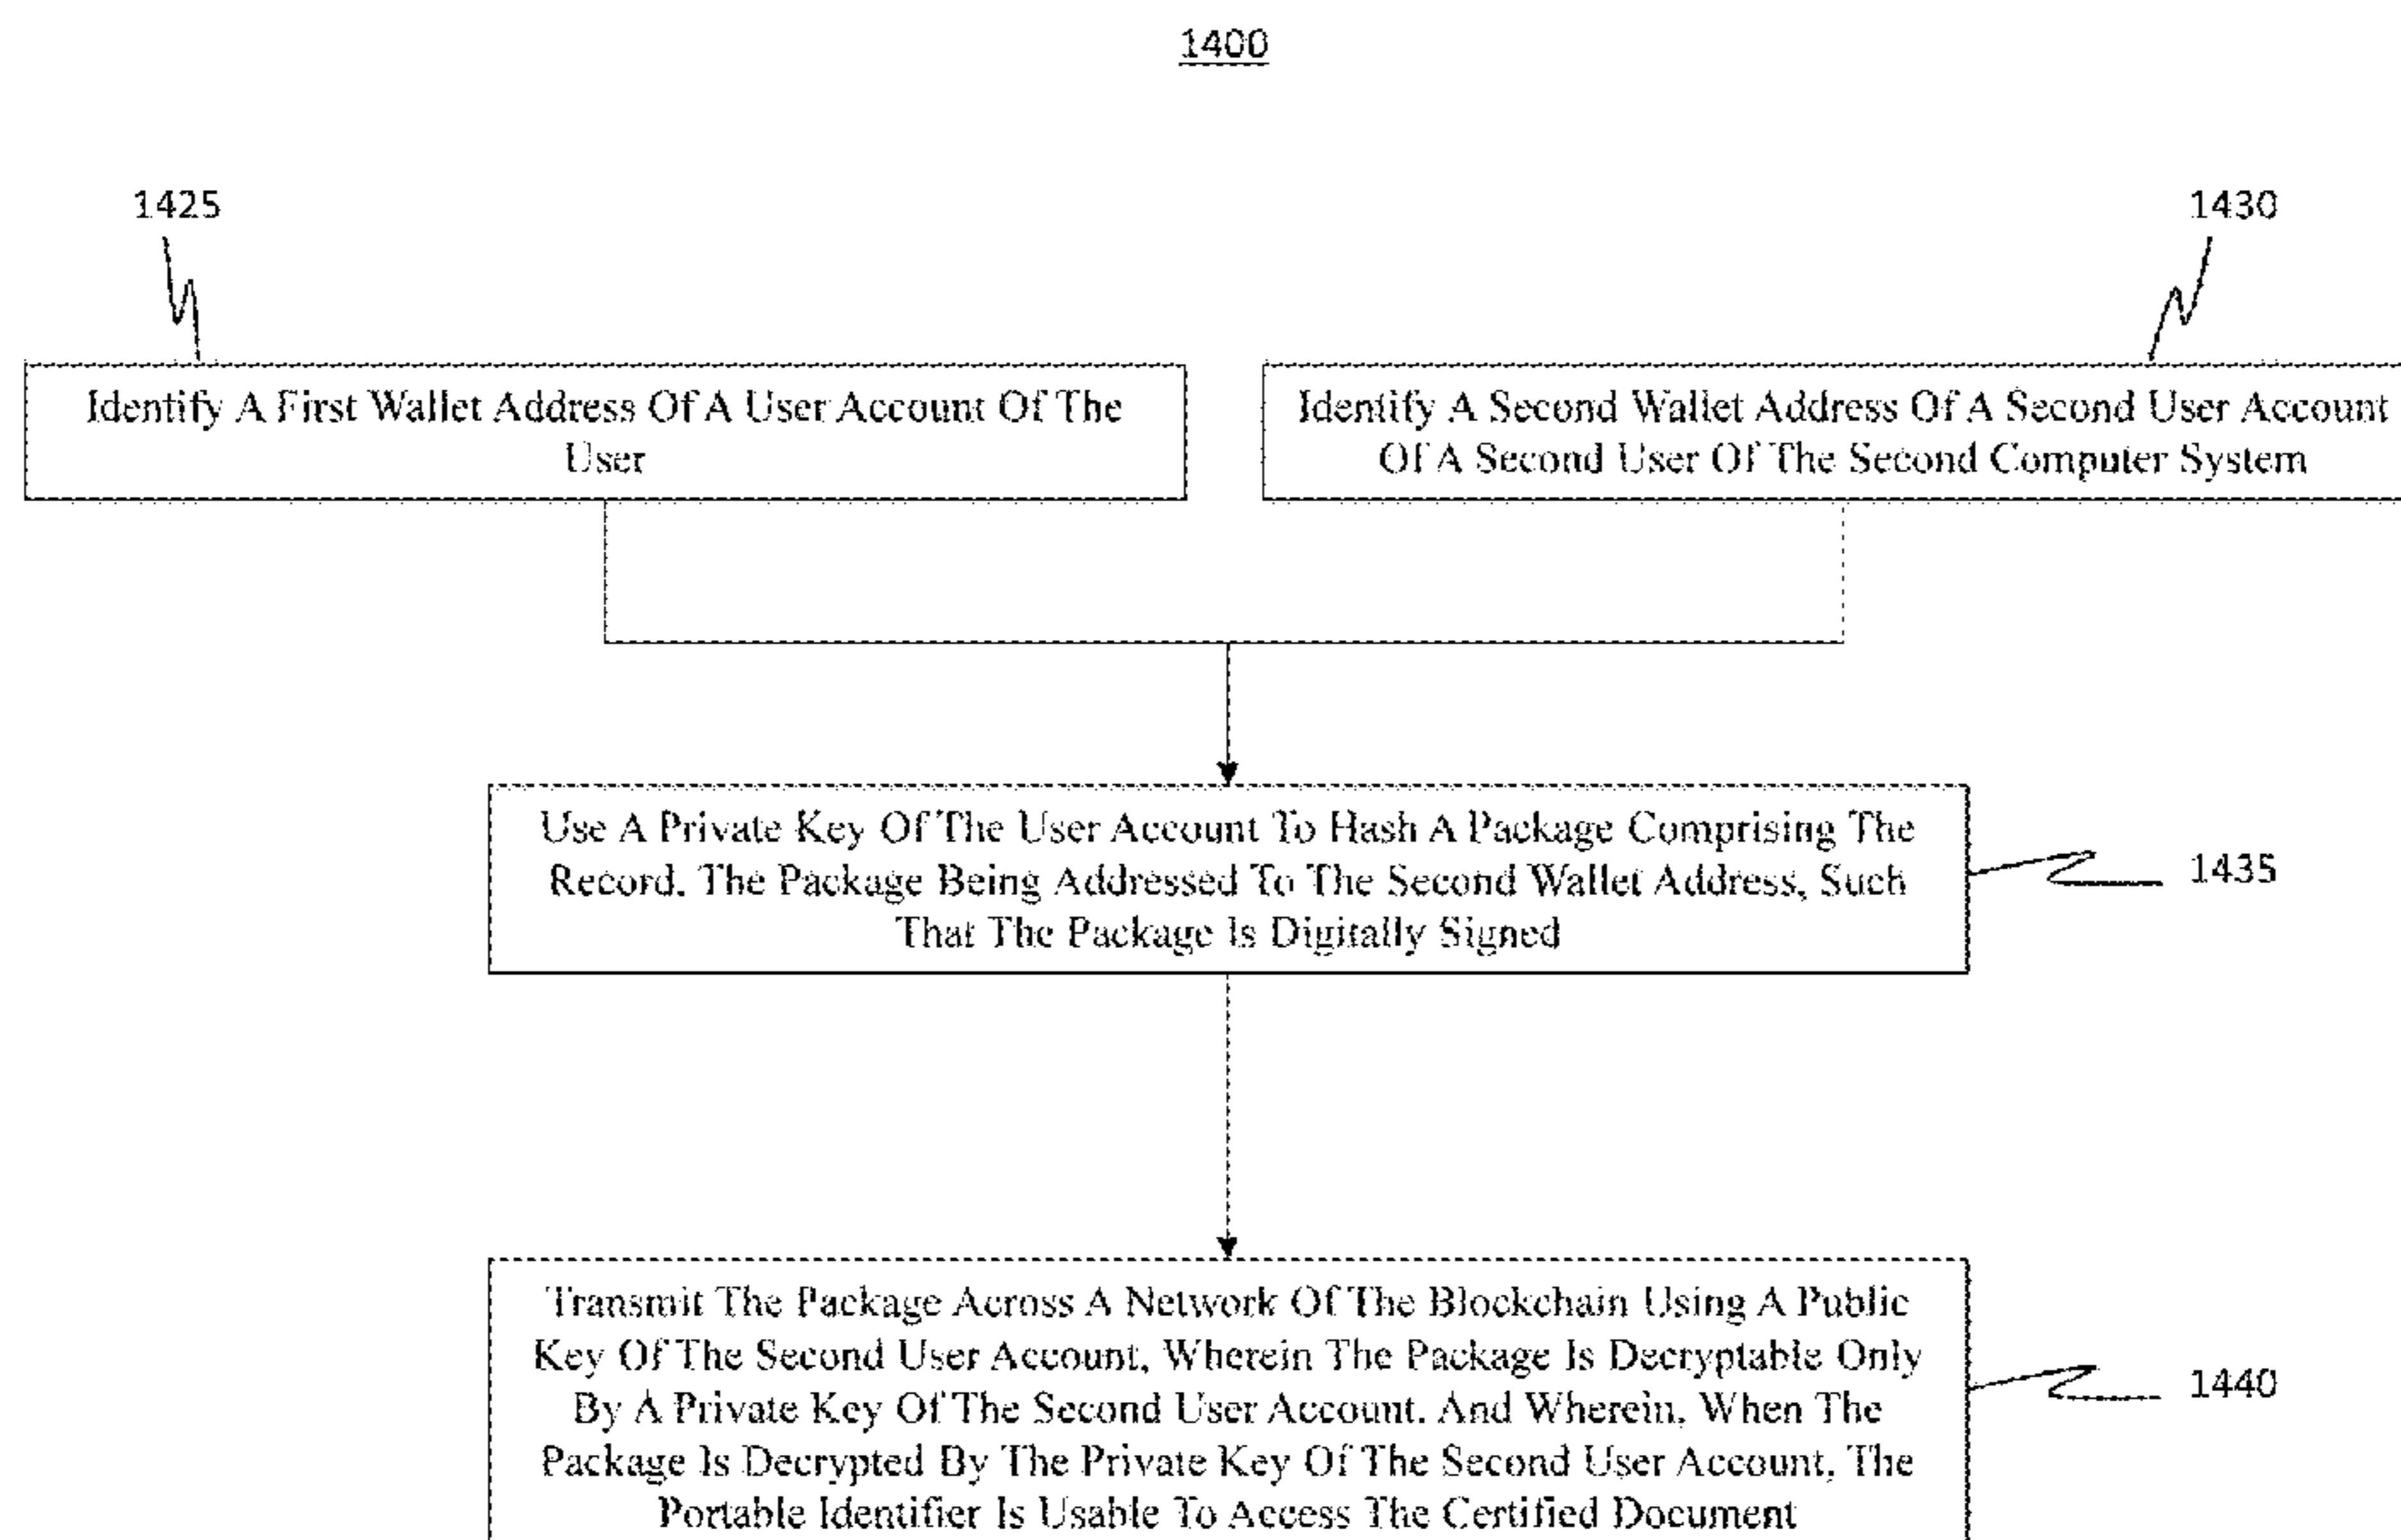 1400
1425
1430
Identify A First Wallet Address Of A User Account Of The
User
Identify A Second Wallet Address Of A Second User Account
Of A Second User Of The Second Computer System
Use A Private Key Of The User Account To Hash A Package Comprising The
Record. The Package Being Addressed To The Second Wallet Address, Such
That The Package Is Digitally Signed
1435
Transmit The Package Across A Network Of The Blockchain Using A Public
Key Of The Second User Account, Wherein The Package Is Decryptable Only
By A Private Key Of The Second User Account. And Wherein, When The
Package Is Decrypted By The Private Key Of The Second User Account, The
Portable Identifier Is Usable To Access The Certified Document
1440